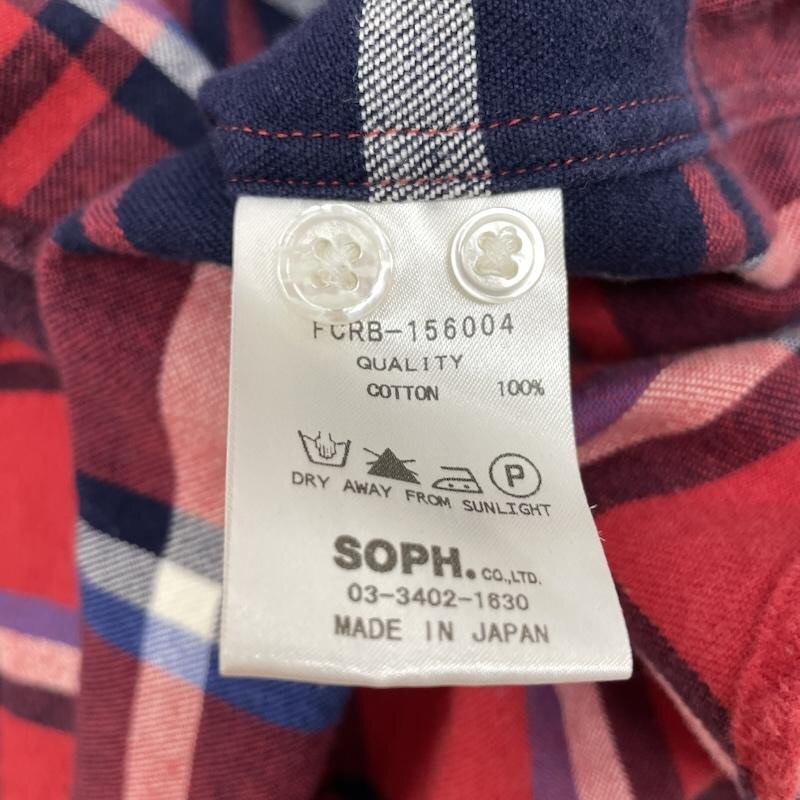 FCRB-156004
QUALITY
COTTON 100%
P
DRY AWAY FROM SUNLIGHT
SOPH. CO.,LTD.
03-3402-1630
MADE IN JAPAN